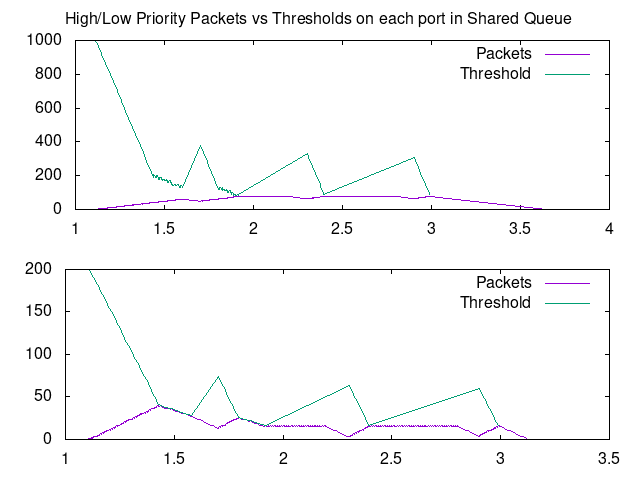 High/Low Priority Packets vs Thresholds on each port in Shared Queue
1000
800
600
400
200
0
Packets
Threshold
1 1.5 2 2.5 3 3.5 4
200
150
100
50
0
Packets
Threshold
1 1.5 2 2.5 3 3.5